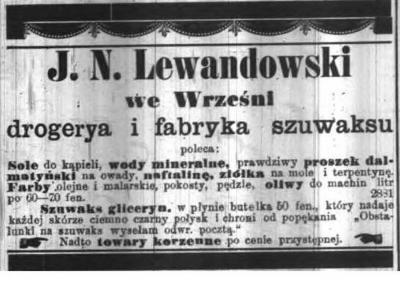 J. N. Lewandowski
we Wrześni
drogerya i fabryka szuwaksu
poleca:
Sole do kąpieli, wody mineralne, prawdziwy proszek dal-
matyński na owady, naftalinę, ziółka na mole i terpentynę.
Farby olejne i malarskie, pokosty, pędzle, oliwy do machin litr
po 60—70 fen. 2831
Szuwaks gliceryn. w płynie butelka 50 fen., który nadaje
każdej skórze ciemno czarny połysk i chroni od popękania „Obsta-
lunki na szuwaks wysełam odwr. pocztą.“
Nadto towary korzenne po cenie przystępnej.